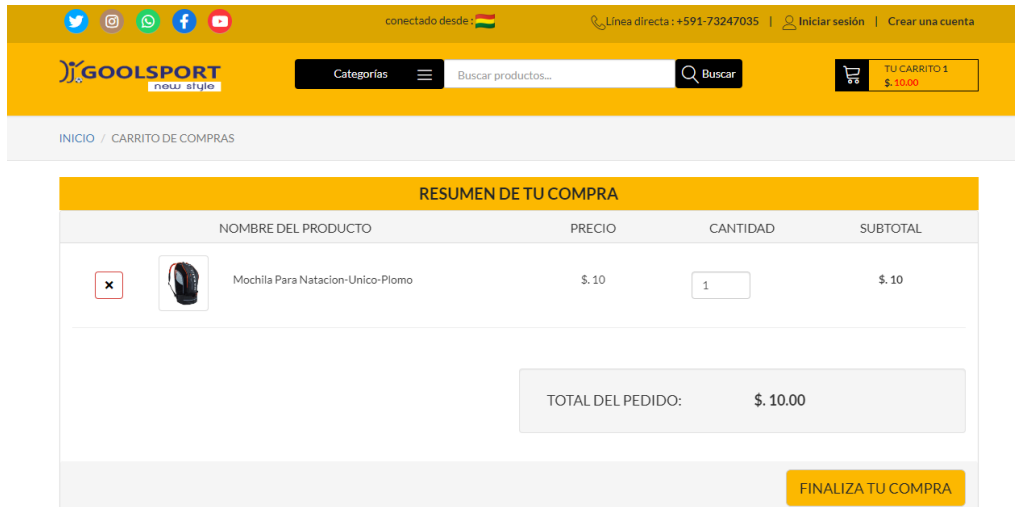 conectado desde :
Línea directa : +591-73247035 | Iniciar sesión | Crear una cuenta
GOOLSPORT
new style
Categorías
Buscar productos...
Buscar
TU CARRITO 1
$. 10.00
INICIO / CARRITO DE COMPRAS
RESUMEN DE TU COMPRA
NOMBRE DEL PRODUCTO PRECIO CANTIDAD SUBTOTAL
Mochila Para Natacion-Unico-Plomo $. 10 1 $. 10
TOTAL DEL PEDIDO: $. 10.00
FINALIZA TU COMPRA